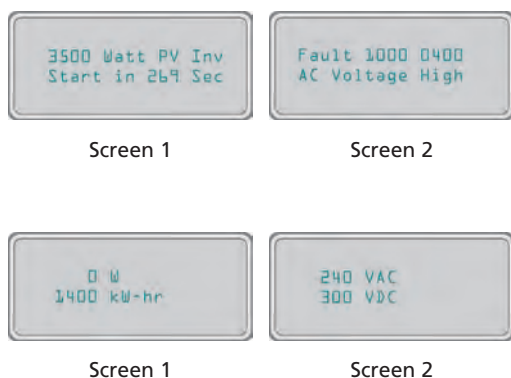 3500 Watt PV Inv
Start in 269 Sec
Fault 1000 0400
AC Voltage High
Screen 1
Screen 2
0 W
1400 kW-hr
240 VAC
300 VDC
Screen 1
Screen 2